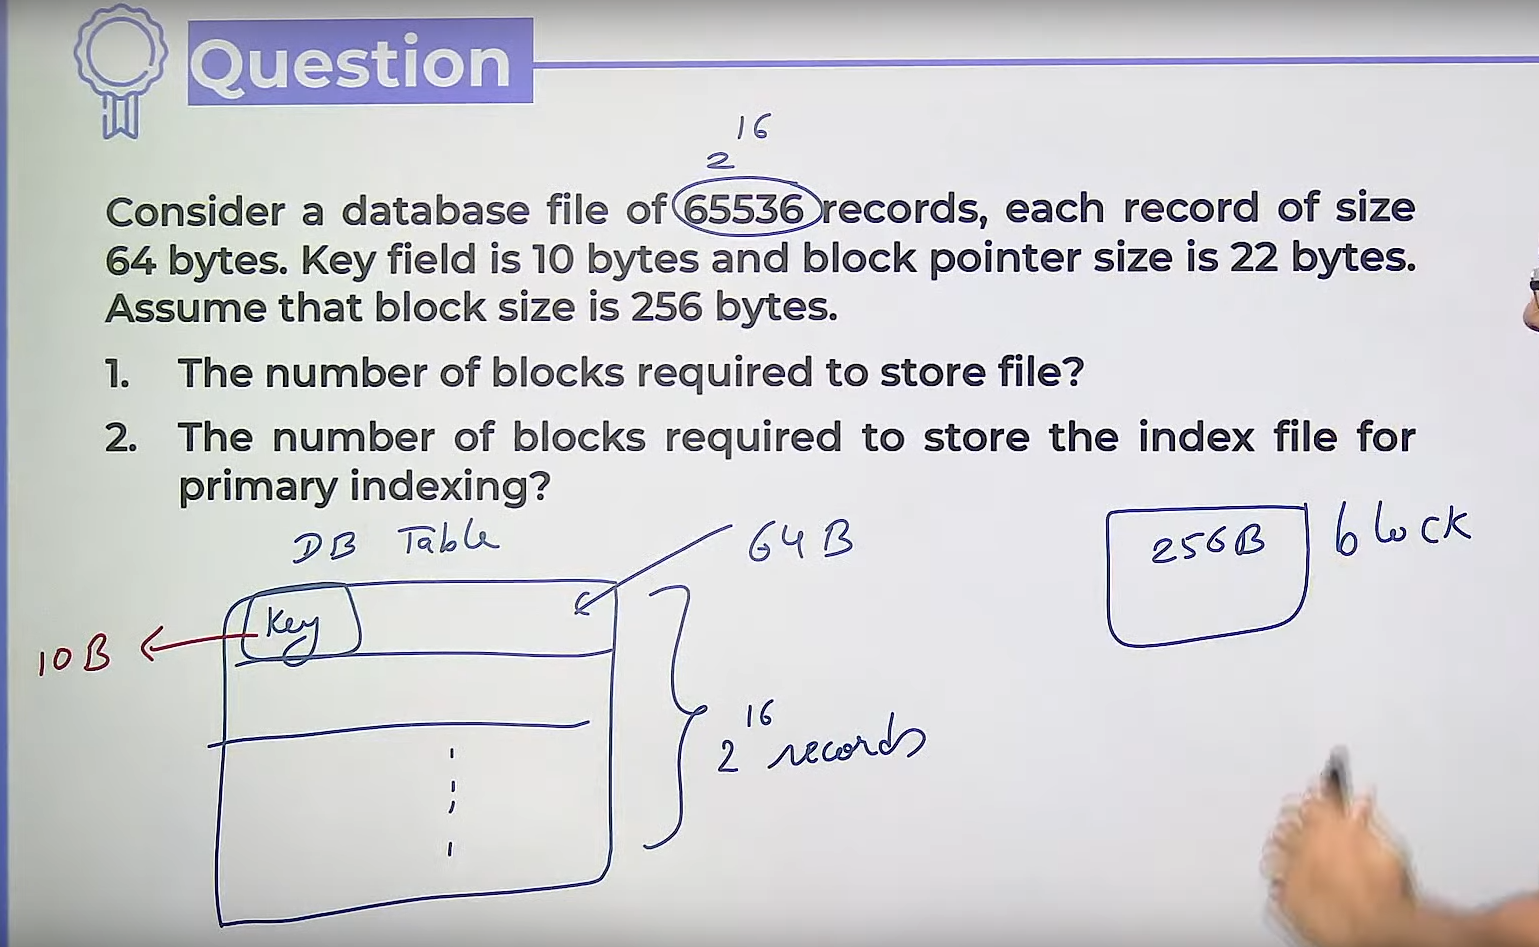 Question
2^16
Consider a database file of 65536 records, each record of size
64 bytes. Key field is 10 bytes and block pointer size is 22 bytes.
Assume that block size is 256 bytes.
1. The number of blocks required to store file?
2. The number of blocks required to store the index file for
primary indexing?
DB Table
64 B
256B
block
Key
10 B
2^16 records